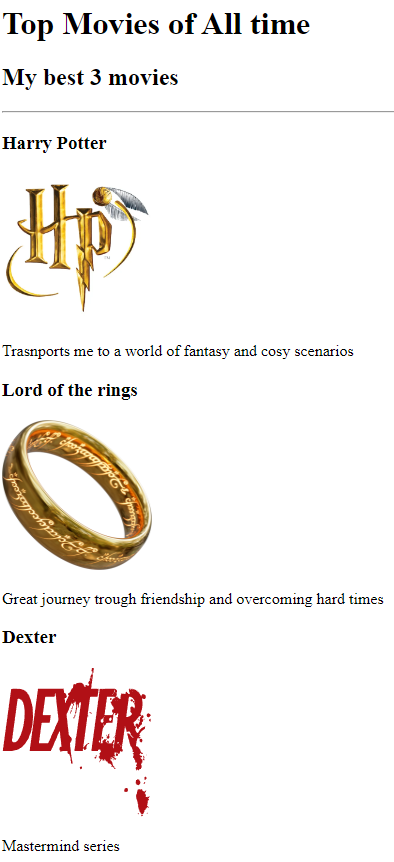 Top Movies of All time
My best 3 movies
Harry Potter
HP
TM
Trasnports me to a world of fantasy and cosy scenarios
Lord of the rings
Great journey trough friendship and overcoming hard times
Dexter
DEXTER
Mastermind series